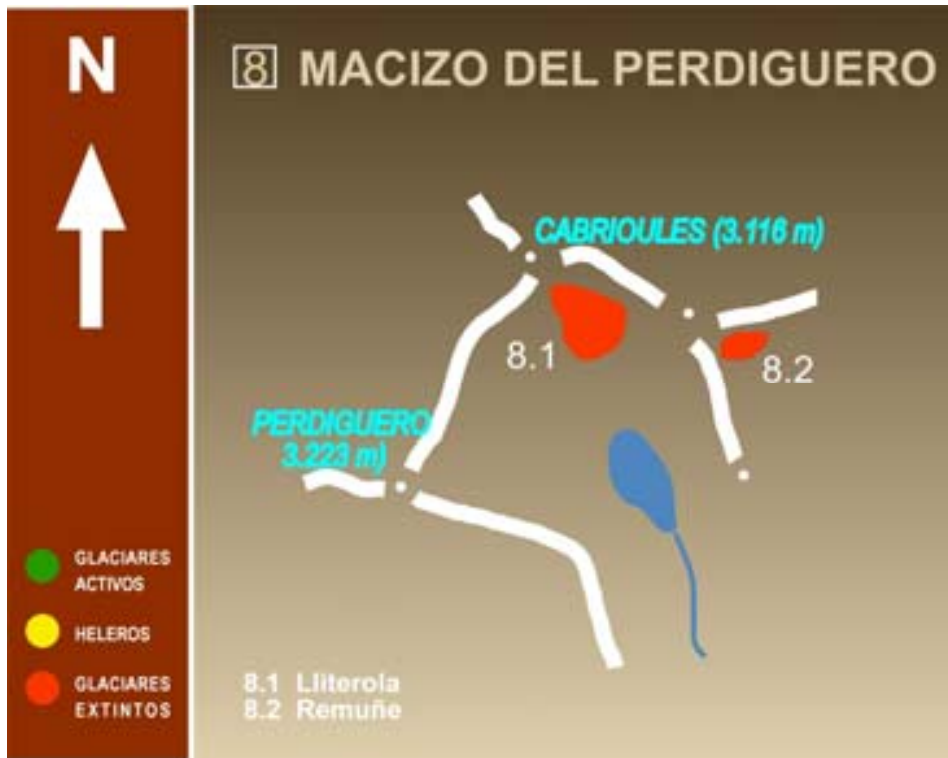 N
8 MACIZO DEL PERDIGUERO
CABRIOULES (3.116 m)
8.1
8.2
PERDIGUERO
3.223 m)
GLACIARES
ACTIVOS
HELEROS
GLACIARES
EXTINTOS
8.1 Lliterola
8.2 Remuñe